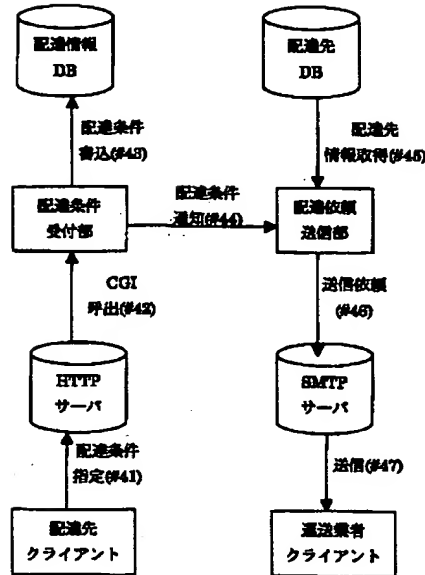 配達情報
DB
配達先
DB
配達条件
書込(#43)
配達先
情報取得(#45)
配達条件
受付部
配達条件
通知(#44)
配達依頼
送信部
CGI
呼出(#42)
送信依頼
(#46)
HTTP
サーバ
SMTP
サーバ
配達条件
指定(#41)
送信(#47)
配達先
クライアント
運送業者
クライアント